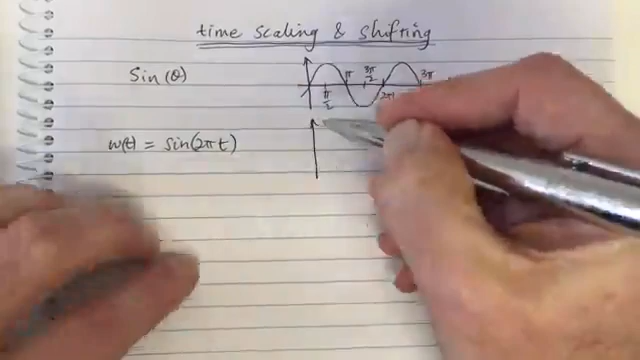 time scaling & shifting
Sin(θ)
π 3π/2 3π
π/2 2π
w(t) = sin(2πt)